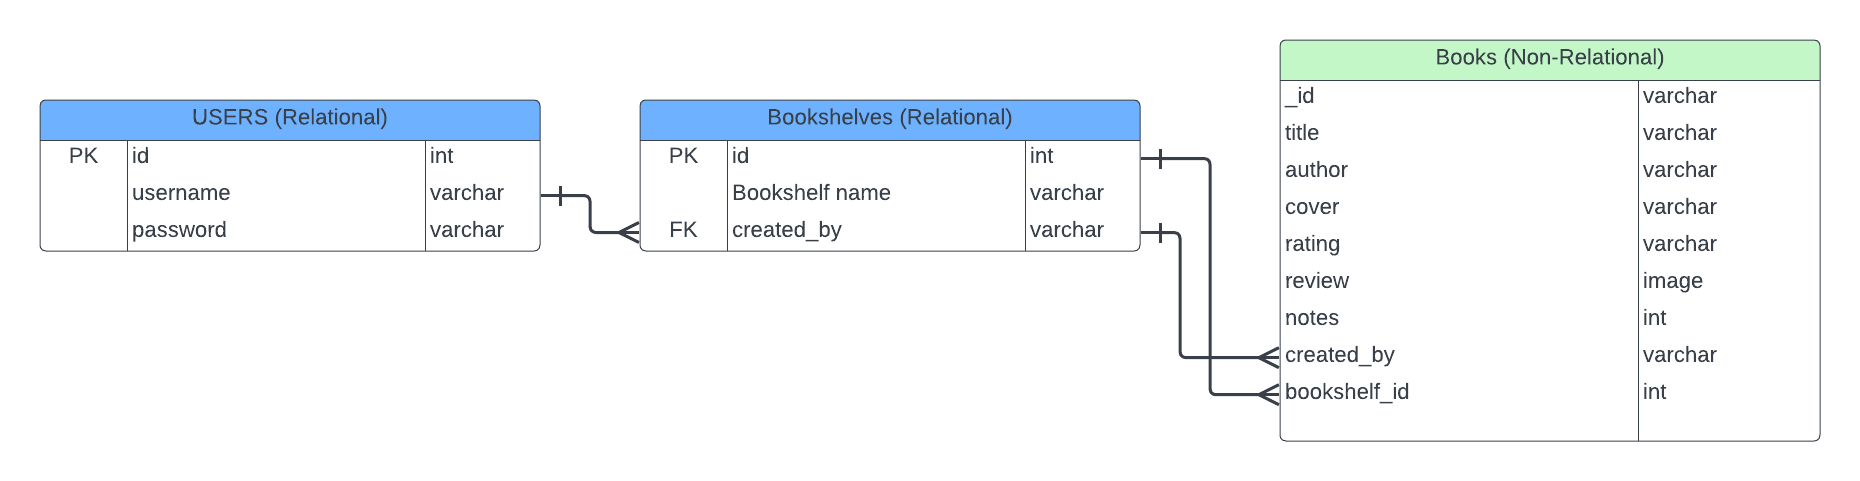 USERS (Relational)
PK id int
username varchar
password varchar
Bookshelves (Relational)
PK id int
Bookshelf name varchar
FK created_by varchar
Books (Non-Relational)
_id varchar
title varchar
author varchar
cover varchar
rating varchar
review image
notes int
created_by varchar
bookshelf_id int